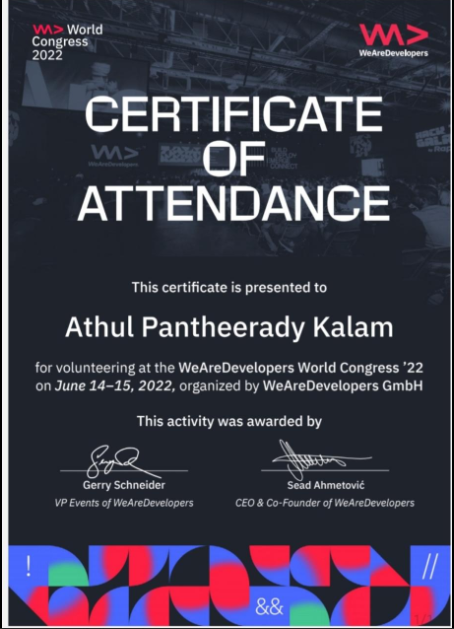 WA> World
Congress
2022
WA>
WeAreDevelopers
CERTIFICATE
OF
ATTENDANCE
This certificate is presented to
Athul Pantheerady Kalam
for volunteering at the WeAreDevelopers World Congress ’22
on June 14–15, 2022, organized by WeAreDevelopers GmbH
This activity was awarded by
Gerry Schneider
Sead Ahmetović
VP Events of WeAreDevelopers
CEO & Co-Founder of WeAreDevelopers
!
//
&&